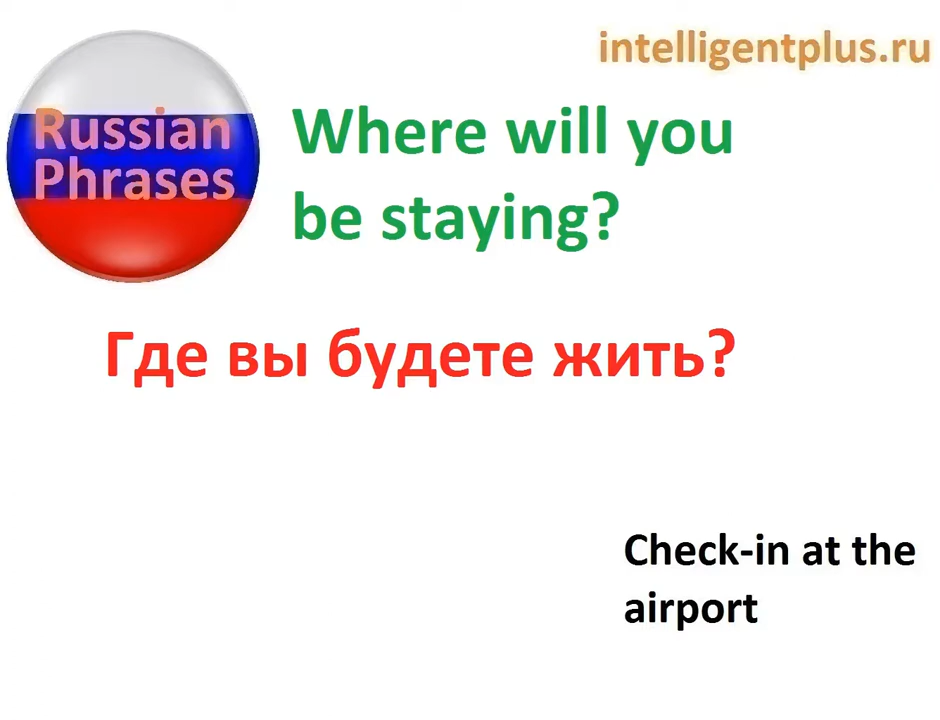 intelligentplus.ru
Russian
Phrases
Where will you
be staying?
Где вы будете жить?
Check-in at the
airport